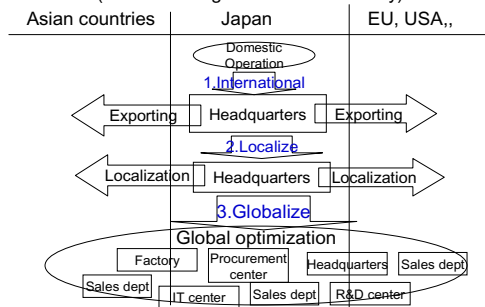 Asian countries Japan EU, USA,,
Domestic
Operation
1.International
Exporting Headquarters Exporting
2.Localize
Localization Headquarters Localization
3.Globalize
Global optimization
Factory Procurement center Headquarters Sales dept
Sales dept IT center Sales dept R&D center